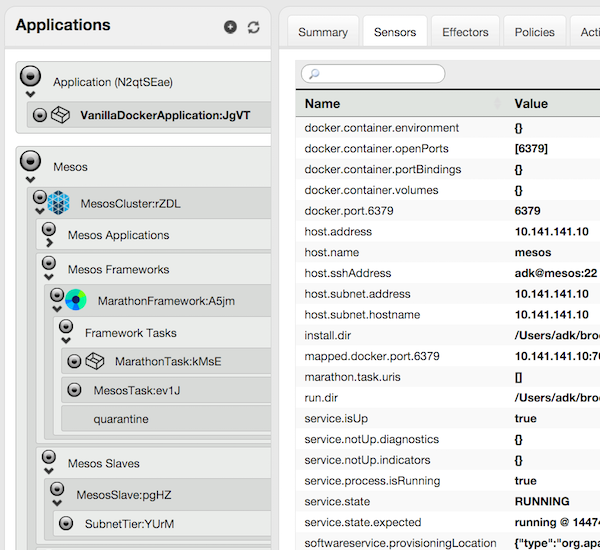 Applications
Application (N2qtSEae)
VanillaDockerApplication:JgVT
Mesos
MesosCluster:rZDL
Mesos Applications
Mesos Frameworks
MarathonFramework:A5jm
Framework Tasks
MarathonTask:kMsE
MesosTask:ev1J
quarantine
Mesos Slaves
MesosSlave:pgHZ
SubnetTier:YUrM
Summary Sensors Effectors Policies Acti
Name Value
docker.container.environment {}
docker.container.openPorts [6379]
docker.container.portBindings {}
docker.container.volumes {}
docker.port.6379 6379
host.address 10.141.141.10
host.name mesos
host.sshAddress adk@mesos:22
host.subnet.address 10.141.141.10
host.subnet.hostname 10.141.141.10
install.dir /Users/adk/broo
mapped.docker.port.6379 10.141.141.10:70
marathon.task.uris []
run.dir /Users/adk/broo
service.isUp true
service.notUp.diagnostics {}
service.notUp.indicators {}
service.process.isRunning true
service.state RUNNING
service.state.expected running @ 14474
softwareservice.provisioningLocation {"type":"org.apa